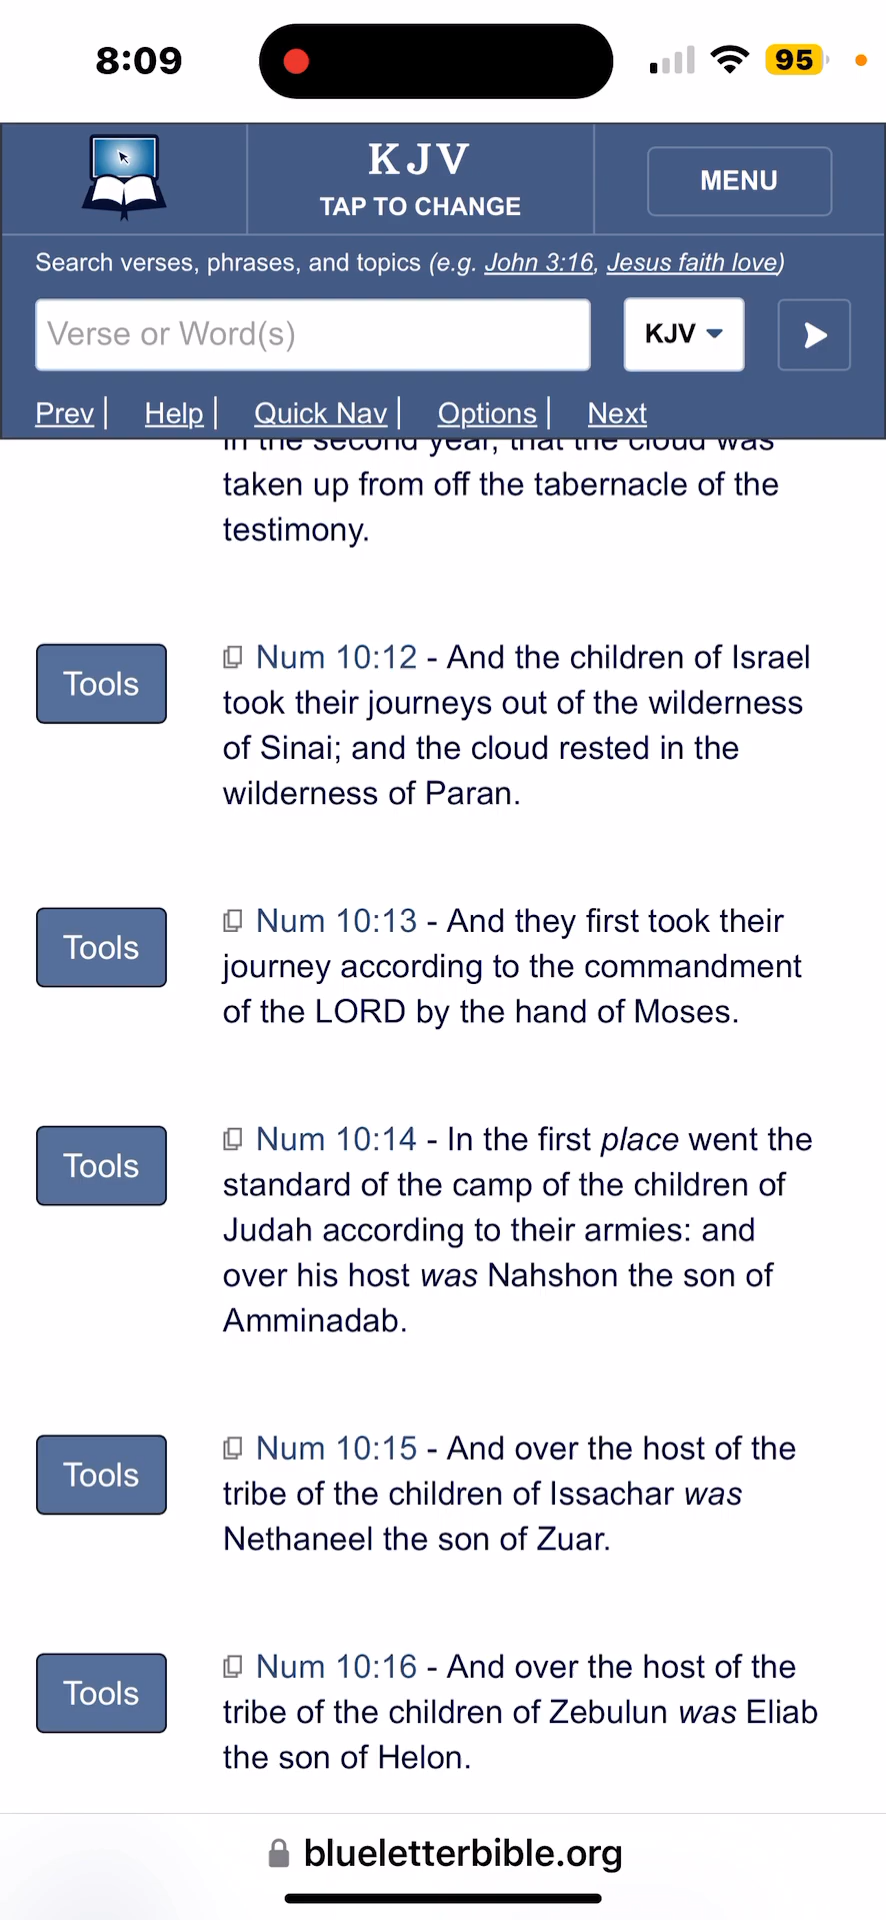 8:09
95
KJV
TAP TO CHANGE
MENU
Search verses, phrases, and topics (e.g. John 3:16, Jesus faith love)
Verse or Word(s)
KJV
Prev | Help | Quick Nav | Options | Next
in the second year, that the cloud was
taken up from off the tabernacle of the
testimony.
Tools
Num 10:12 - And the children of Israel
took their journeys out of the wilderness
of Sinai; and the cloud rested in the
wilderness of Paran.
Tools
Num 10:13 - And they first took their
journey according to the commandment
of the LORD by the hand of Moses.
Tools
Num 10:14 - In the first place went the
standard of the camp of the children of
Judah according to their armies: and
over his host was Nahshon the son of
Amminadab.
Tools
Num 10:15 - And over the host of the
tribe of the children of Issachar was
Nethaneel the son of Zuar.
Tools
Num 10:16 - And over the host of the
tribe of the children of Zebulun was Eliab
the son of Helon.
blueletterbible.org